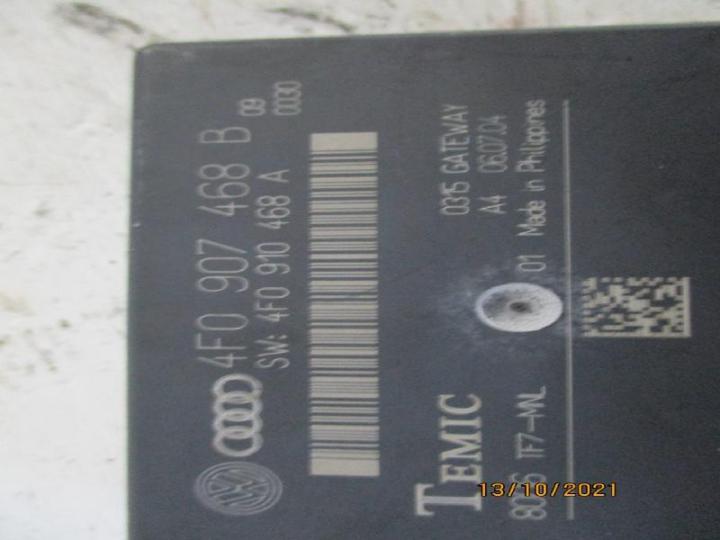 4F0 907 468 B 09
SW: 4F0 910 468 A 0030
TEMIC 0315 GATEWAY
A4 06.07.04
TF7-MNL 01 Made in Philippines
13/10/2021